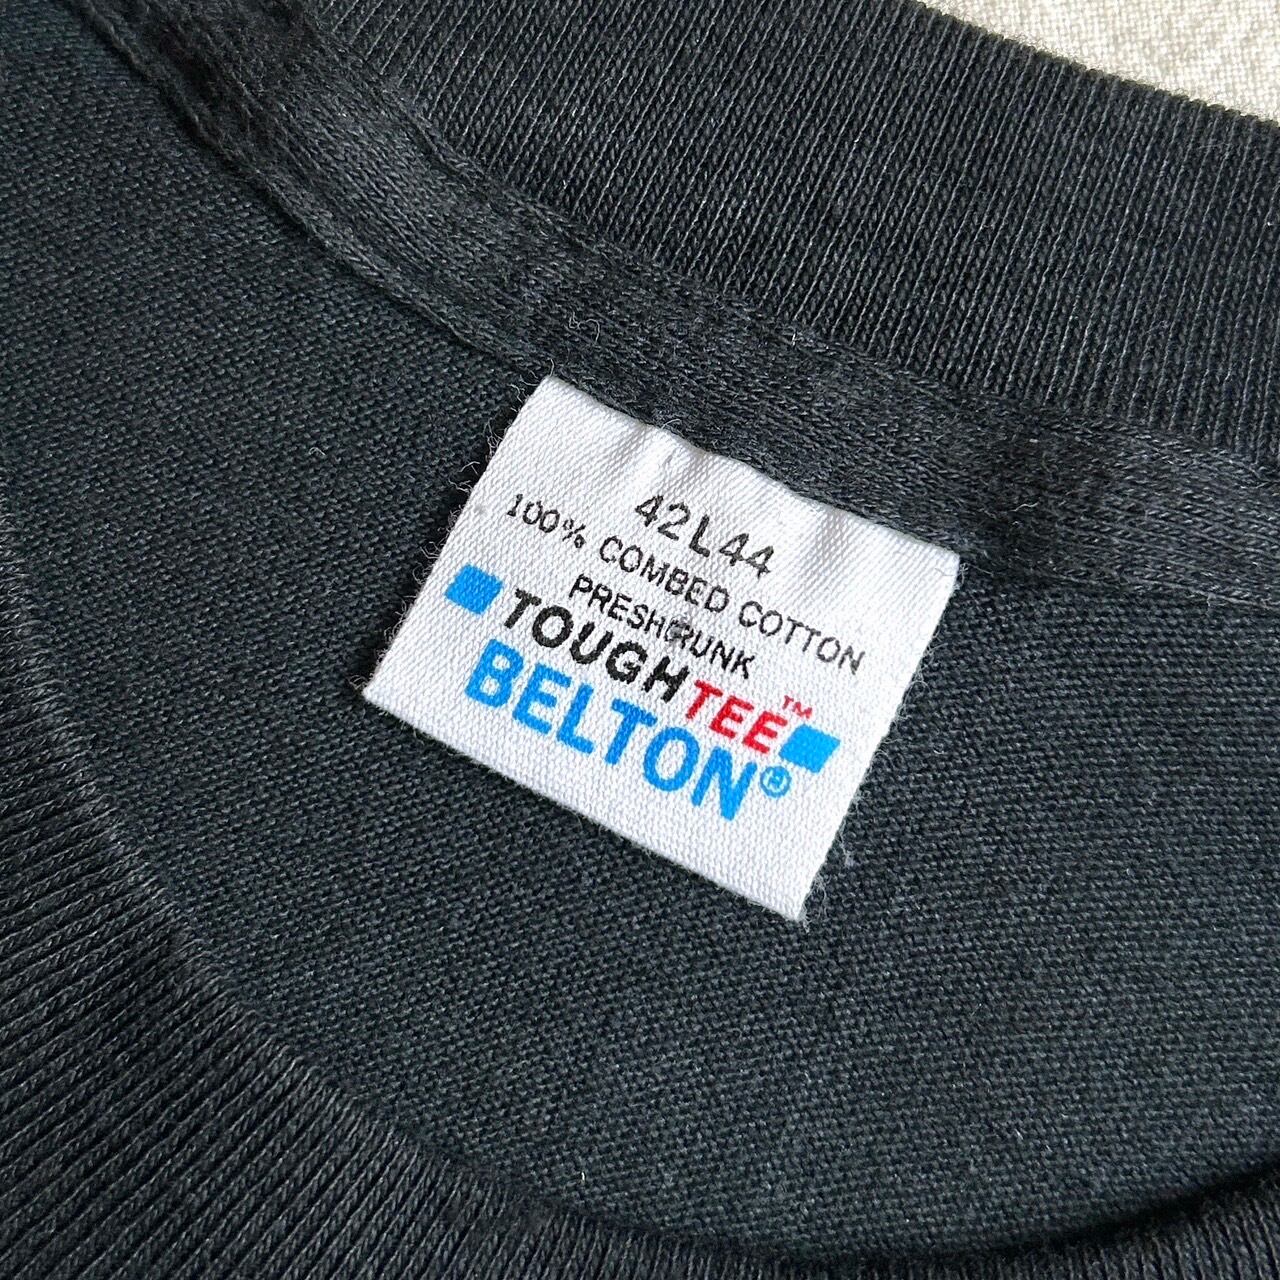 42 L 44
100% COMBED COTTON
PRESHRUNK
TOUGHTEE™
BELTON®